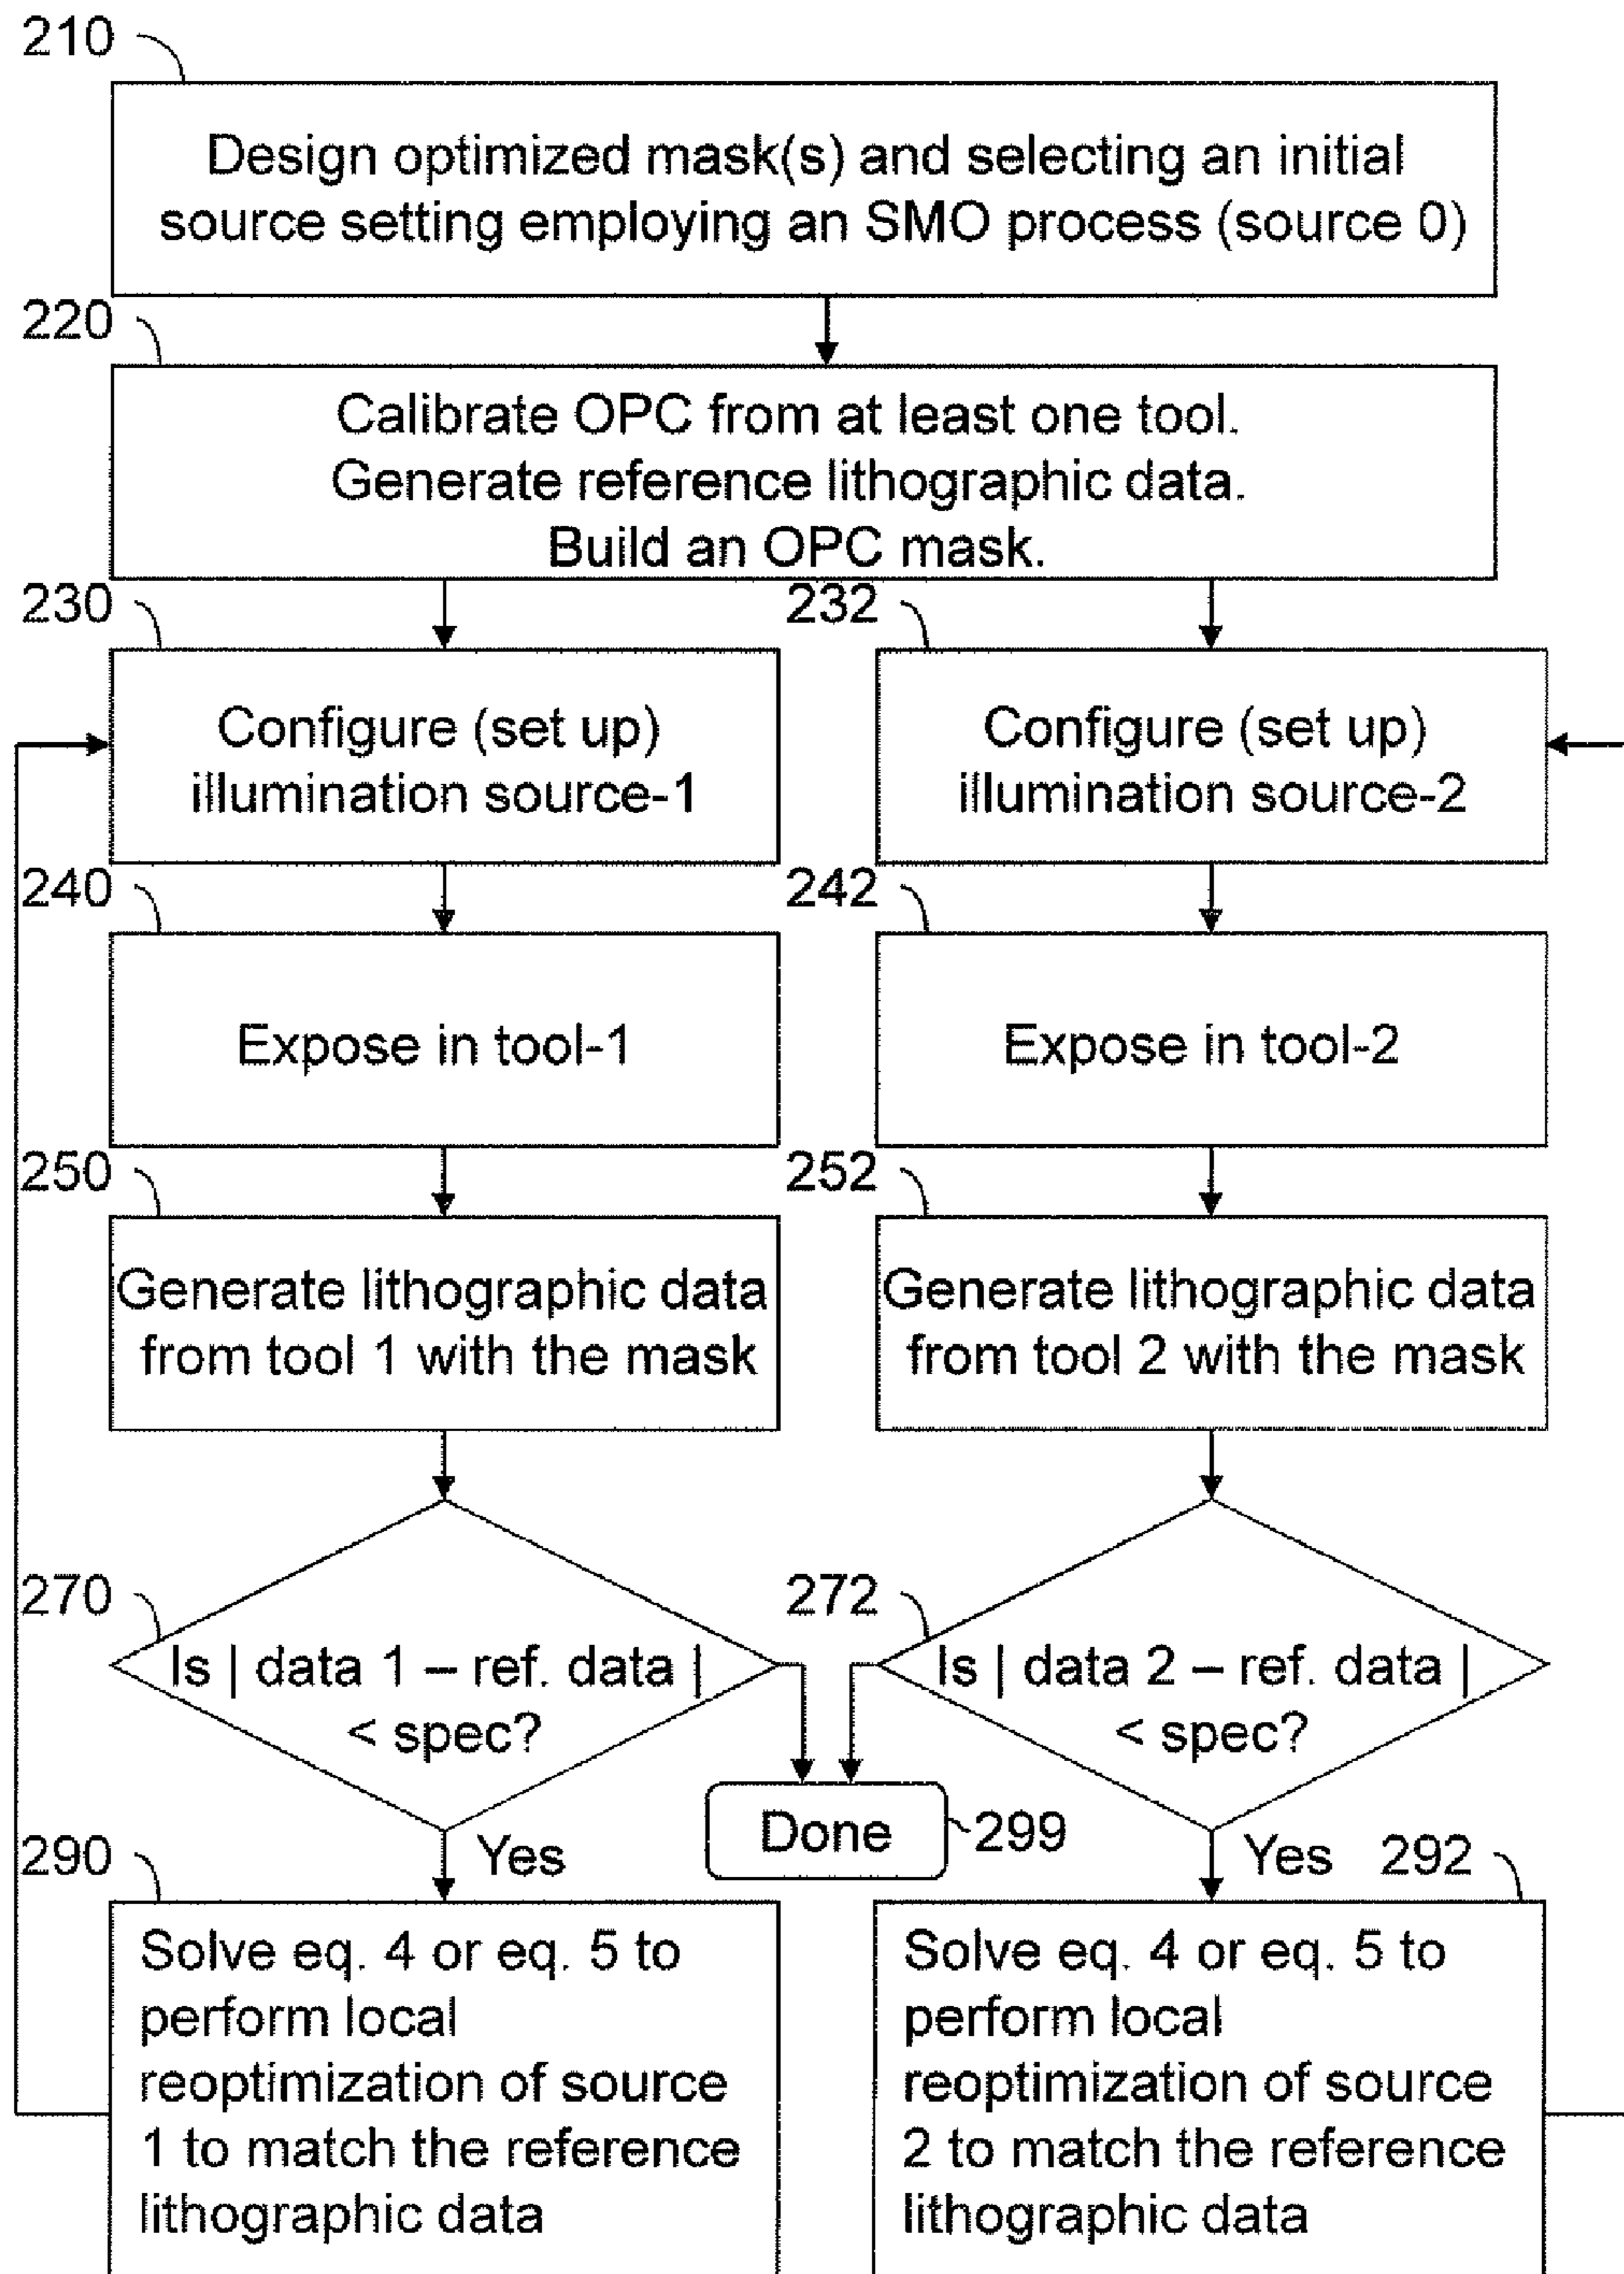 210
Design optimized mask(s) and selecting an initial
source setting employing an SMO process (source 0)
220
Calibrate OPC from at least one tool.
Generate reference lithographic data.
Build an OPC mask.
230
Configure (set up)
illumination source-1
232
Configure (set up)
illumination source-2
240
Expose in tool-1
242
Expose in tool-2
250
Generate lithographic data
from tool 1 with the mask
252
Generate lithographic data
from tool 2 with the mask
270
Is | data 1 – ref. data |
< spec?
272
Is | data 2 – ref. data |
< spec?
Done
299
290
Yes
Solve eq. 4 or eq. 5 to
perform local
reoptimization of source
1 to match the reference
lithographic data
Yes
292
Solve eq. 4 or eq. 5 to
perform local
reoptimization of source
2 to match the reference
lithographic data